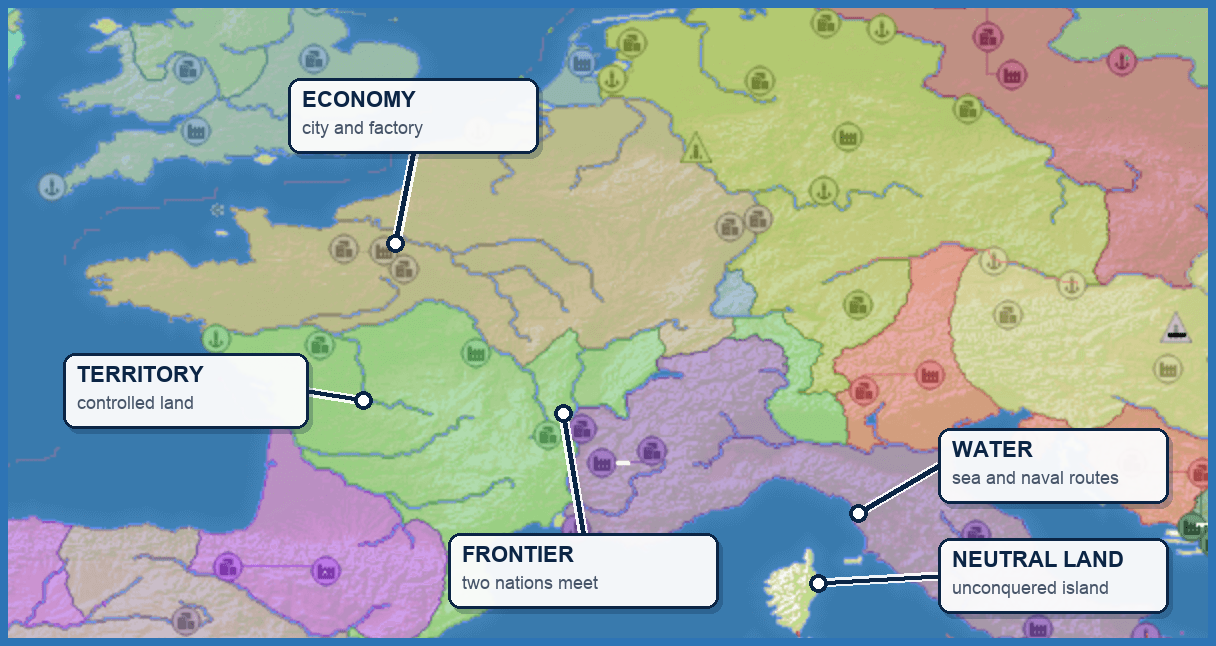 ECONOMY
city and factory
TERRITORY
controlled land
WATER
sea and naval routes
FRONTIER
two nations meet
NEUTRAL LAND
unconquered island